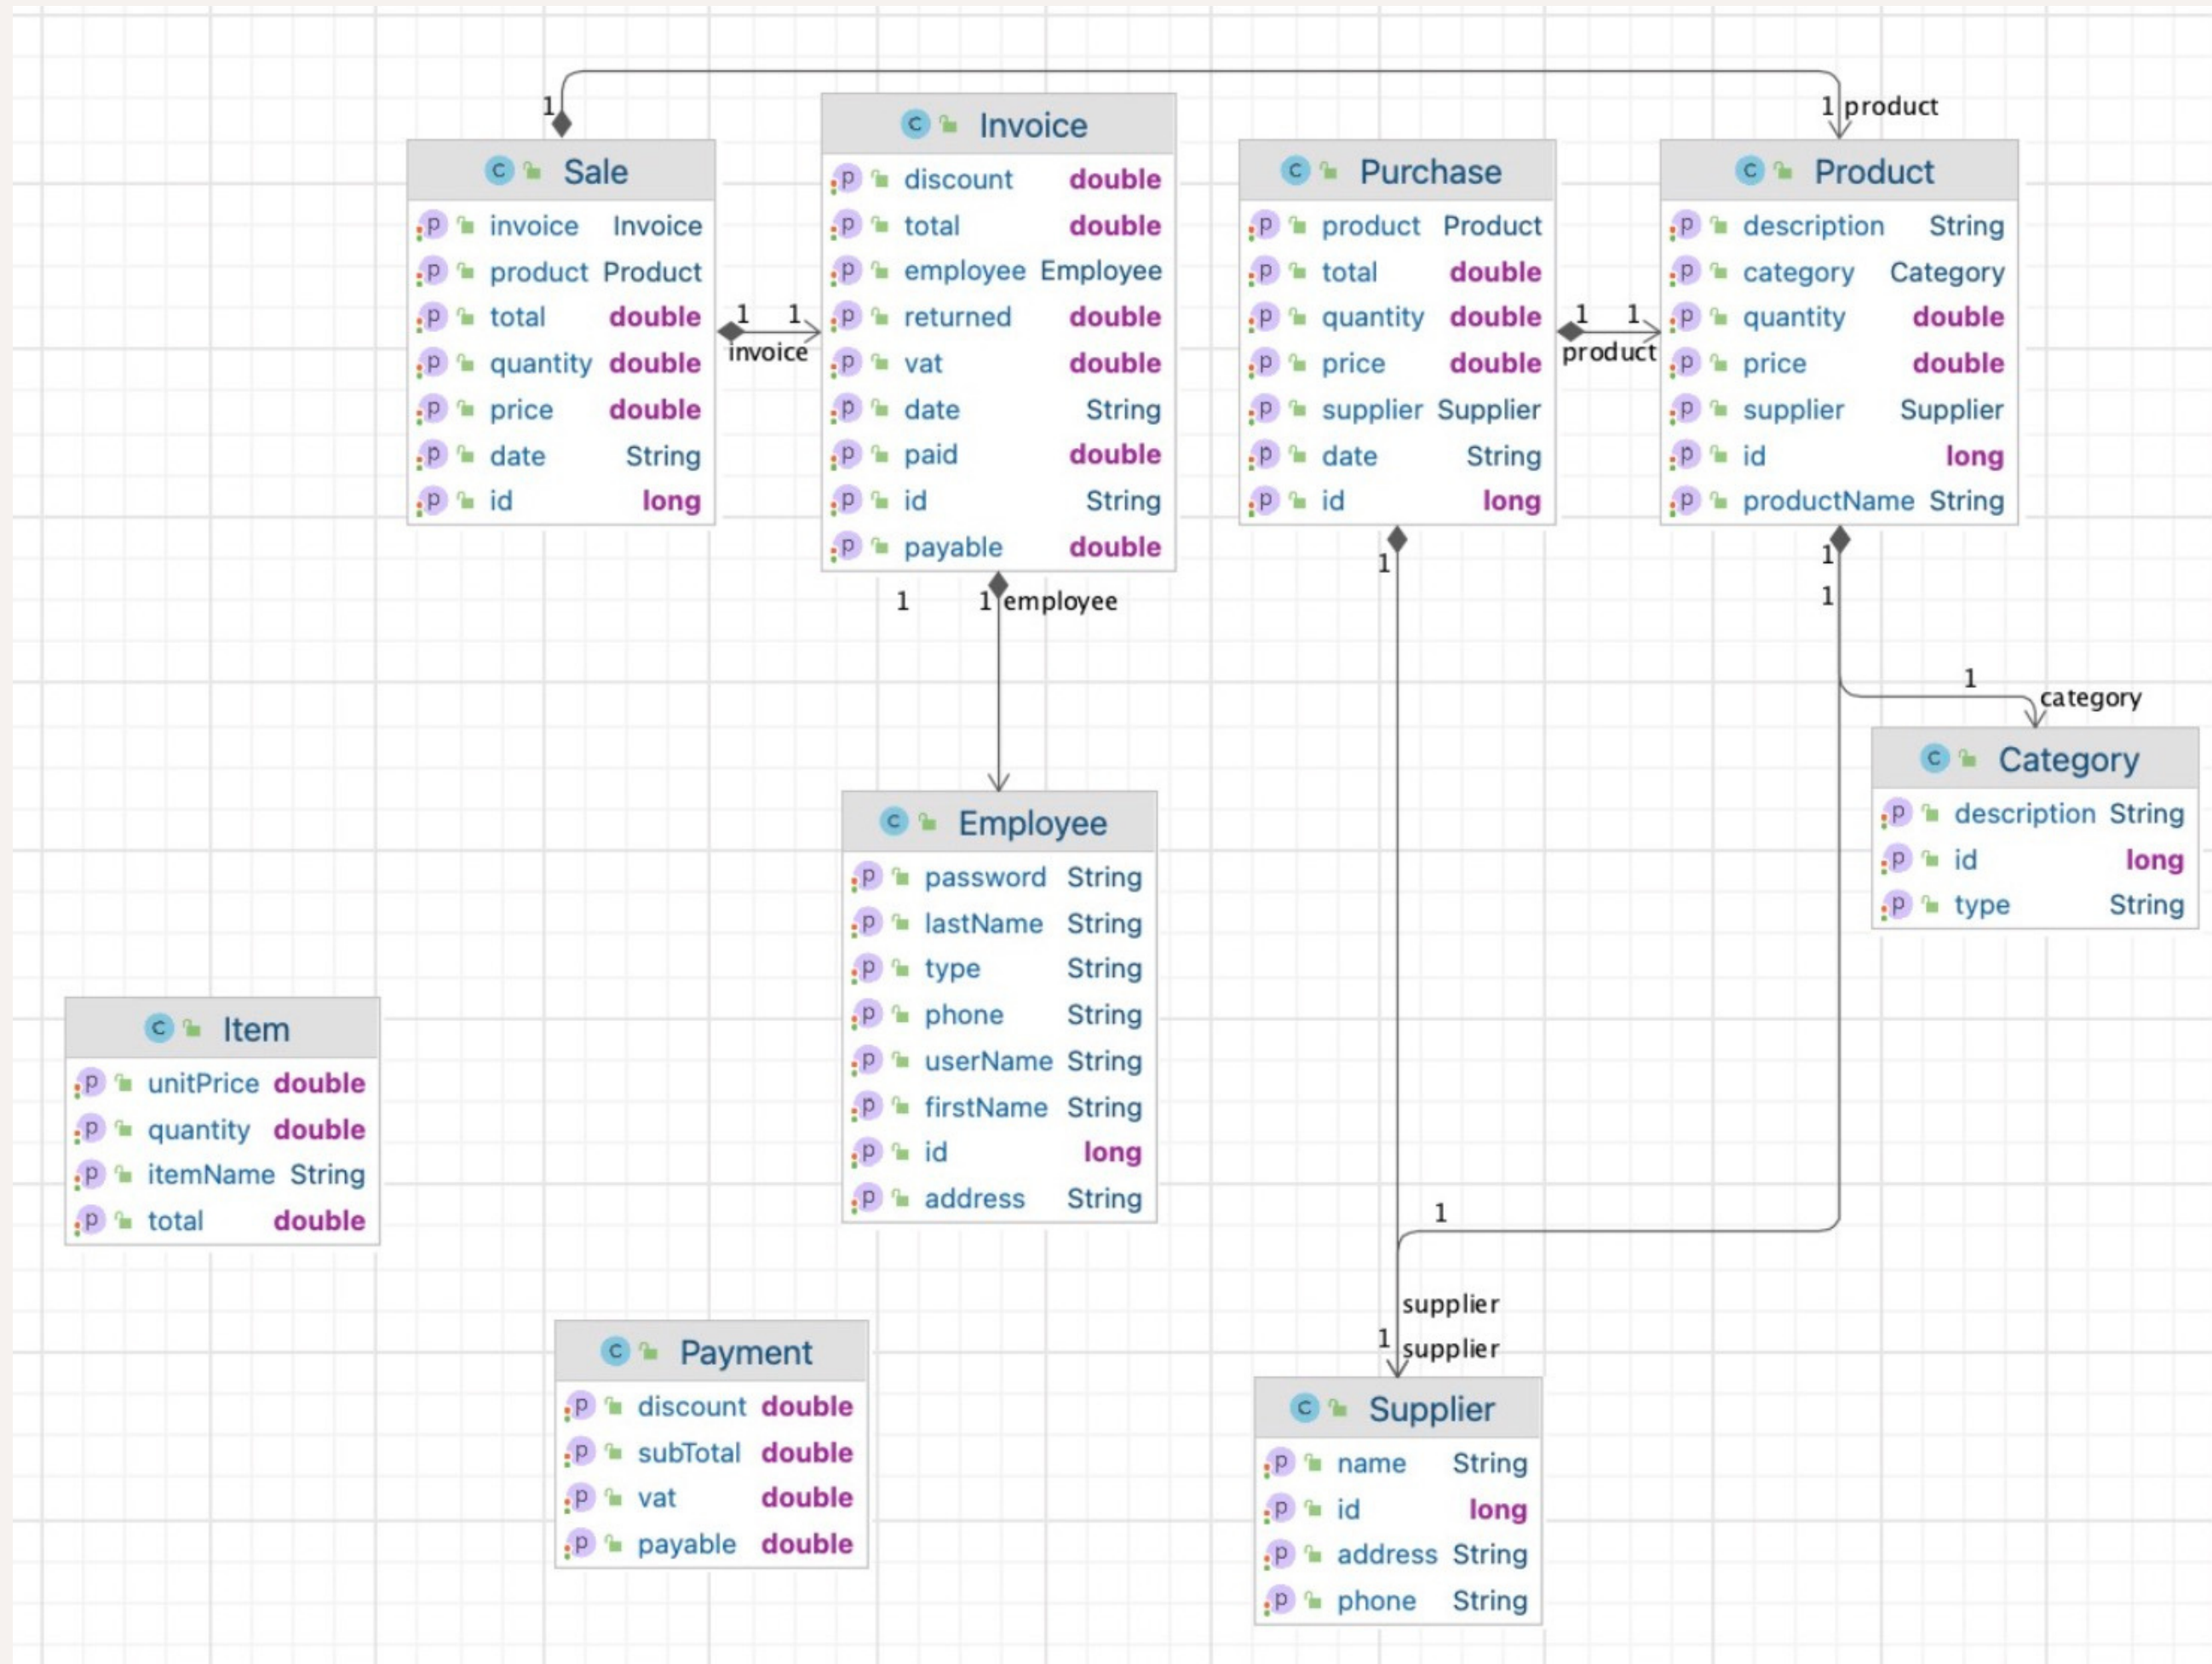 1
1 product
Sale
invoice Invoice
product Product
total double
quantity double
price double
date String
id long
1 1
invoice
Invoice
discount double
total double
employee Employee
returned double
vat double
date String
paid double
id String
payable double
1 1 employee
Purchase
product Product
total double
quantity double
price double
supplier Supplier
date String
id long
1 1
product
1
Product
description String
category Category
quantity double
price double
supplier Supplier
id long
productName String
1
1
1
category
Category
description String
id long
type String
Employee
password String
lastName String
type String
phone String
userName String
firstName String
id long
address String
Item
unitPrice double
quantity double
itemName String
total double
1
supplier
1 supplier
Payment
discount double
subTotal double
vat double
payable double
Supplier
name String
id long
address String
phone String